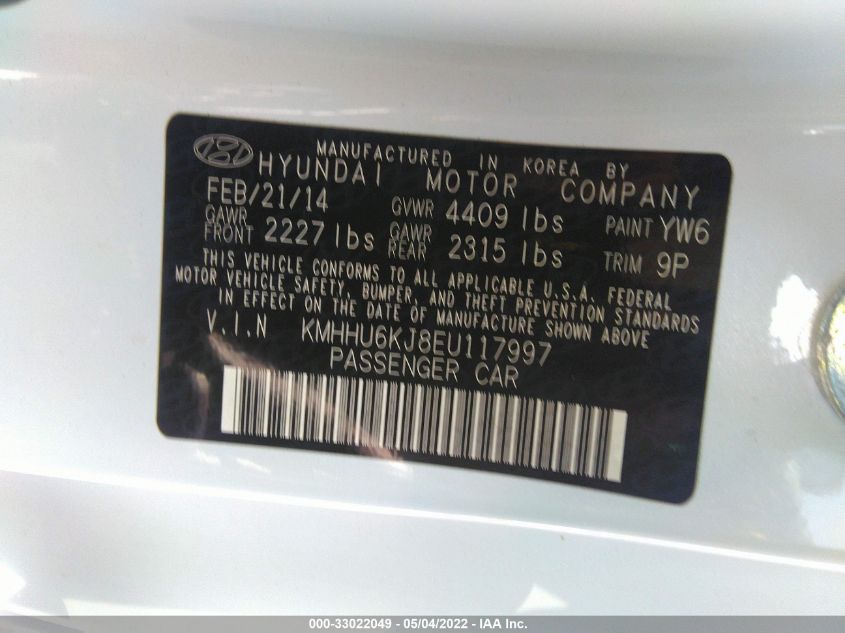 MANUFACTURED IN KOREA BY
HYUNDAI MOTOR COMPANY
FEB/21/14 GVWR 4409 lbs PAINT YW6
GAWR FRONT 2227 lbs GAWR REAR 2315 lbs TRIM 9P
THIS VEHICLE CONFORMS TO ALL APPLICABLE U.S.A. FEDERAL
MOTOR VEHICLE SAFETY, BUMPER, AND THEFT PREVENTION STANDARDS
IN EFFECT ON THE DATE OF MANUFACTURE SHOWN ABOVE
V.I.N KMHHU6KJ8EU117997
PASSENGER CAR
000-33022049 - 05/04/2022 - IAAI.com